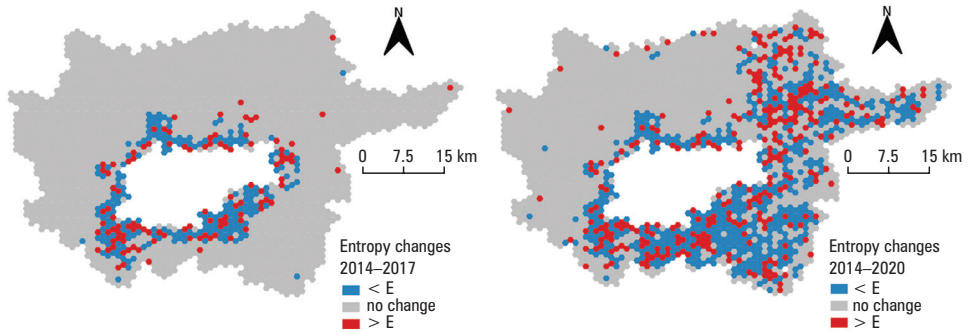 N
0 7.5 15 km
Entropy changes
2014–2017
< E
no change
> E
N
0 7.5 15 km
Entropy changes
2014–2020
< E
no change
> E